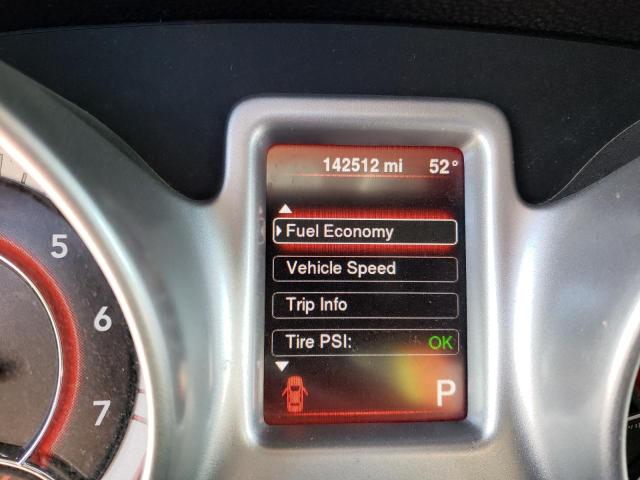 142512 mi 52°
Fuel Economy
Vehicle Speed
Trip Info
Tire PSI: OK
P
5
6
7